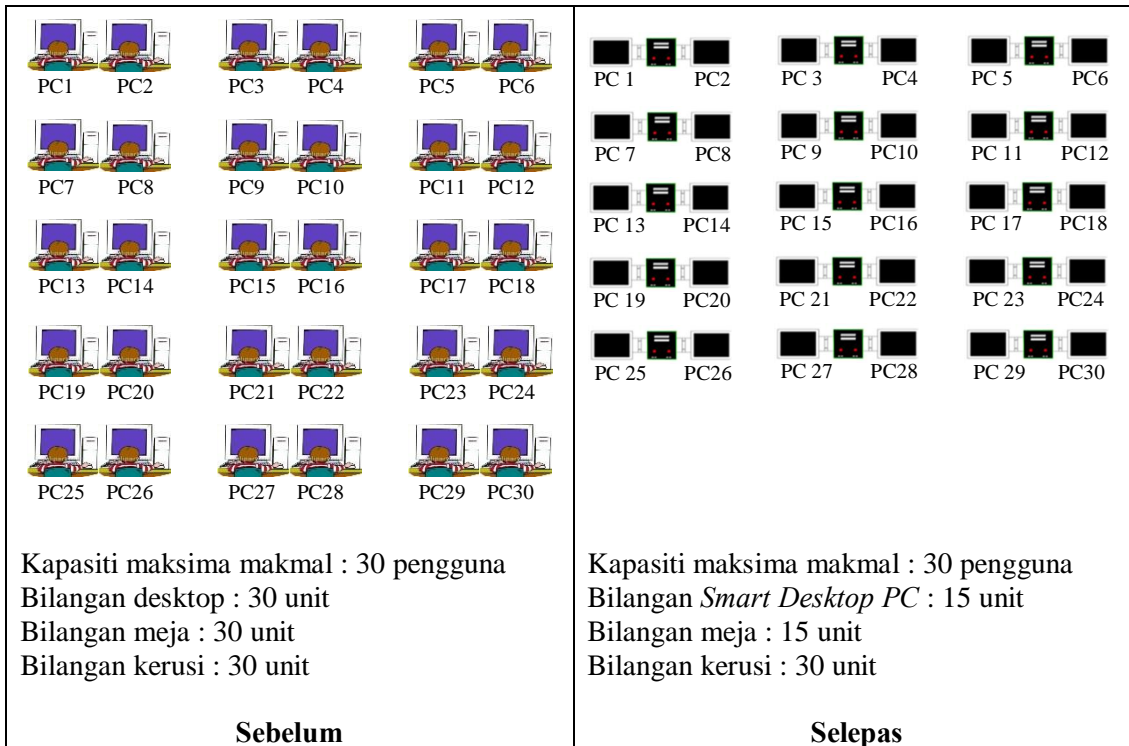 PC1 PC2 PC3 PC4 PC5 PC6
PC7 PC8 PC9 PC10 PC11 PC12
PC13 PC14 PC15 PC16 PC17 PC18
PC19 PC20 PC21 PC22 PC23 PC24
PC25 PC26 PC27 PC28 PC29 PC30
Kapasiti maksima makmal : 30 pengguna
Bilangan desktop : 30 unit
Bilangan meja : 30 unit
Bilangan kerusi : 30 unit
Sebelum
PC 1 PC2 PC 3 PC4 PC 5 PC6
PC 7 PC8 PC 9 PC10 PC 11 PC12
PC 13 PC14 PC 15 PC16 PC 17 PC18
PC 19 PC20 PC 21 PC22 PC 23 PC24
PC 25 PC26 PC 27 PC28 PC 29 PC30
Kapasiti maksima makmal : 30 pengguna
Bilangan Smart Desktop PC : 15 unit
Bilangan meja : 15 unit
Bilangan kerusi : 30 unit
Selepas